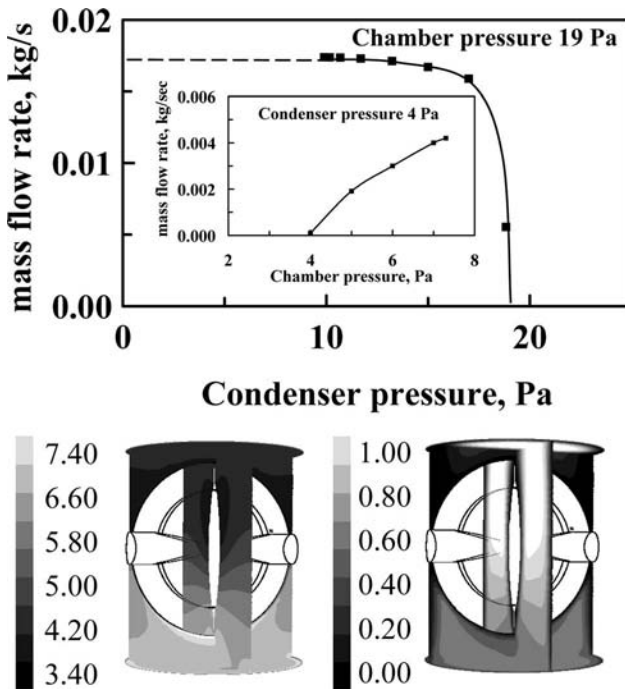 0.02
Chamber pressure 19 Pa
mass flow rate, kg/s
0.006
Condenser pressure 4 Pa
mass flow rate, kg/sec
0.004
0.01
0.002
0.000
2 4 6 8
Chamber pressure, Pa
0.00
0 10 20
Condenser pressure, Pa
7.40 1.00
6.60 0.80
5.80 0.60
5.00 0.40
4.20 0.20
3.40 0.00